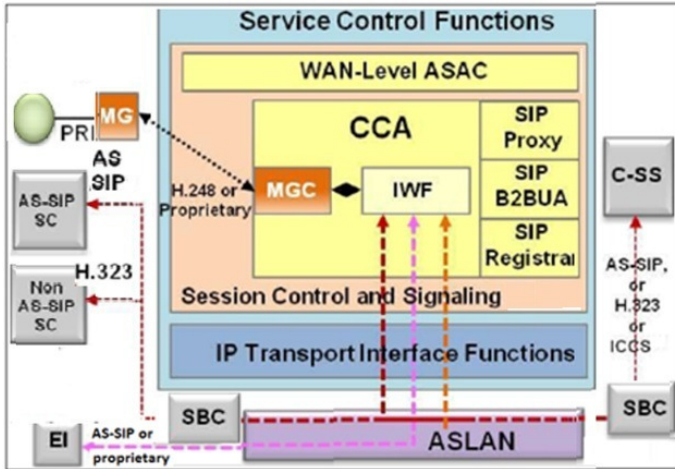 Service Control Functions
WAN-Level ASAC
CCA
SIP
Proxy
SIP
B2BUA
SIP
Registrar
MGC
IWF
Session Control and Signaling
IP Transport Interface Functions
MG
PRI
AS
SIP
H.248 or
Proprietary
AS-SIP
SC
H.323
Non
AS-SIP
SC
C-SS
AS-SIP,
or
H.323
or
ICCS
SBC
SBC
EI
AS-SIP or
proprietary
ASLAN